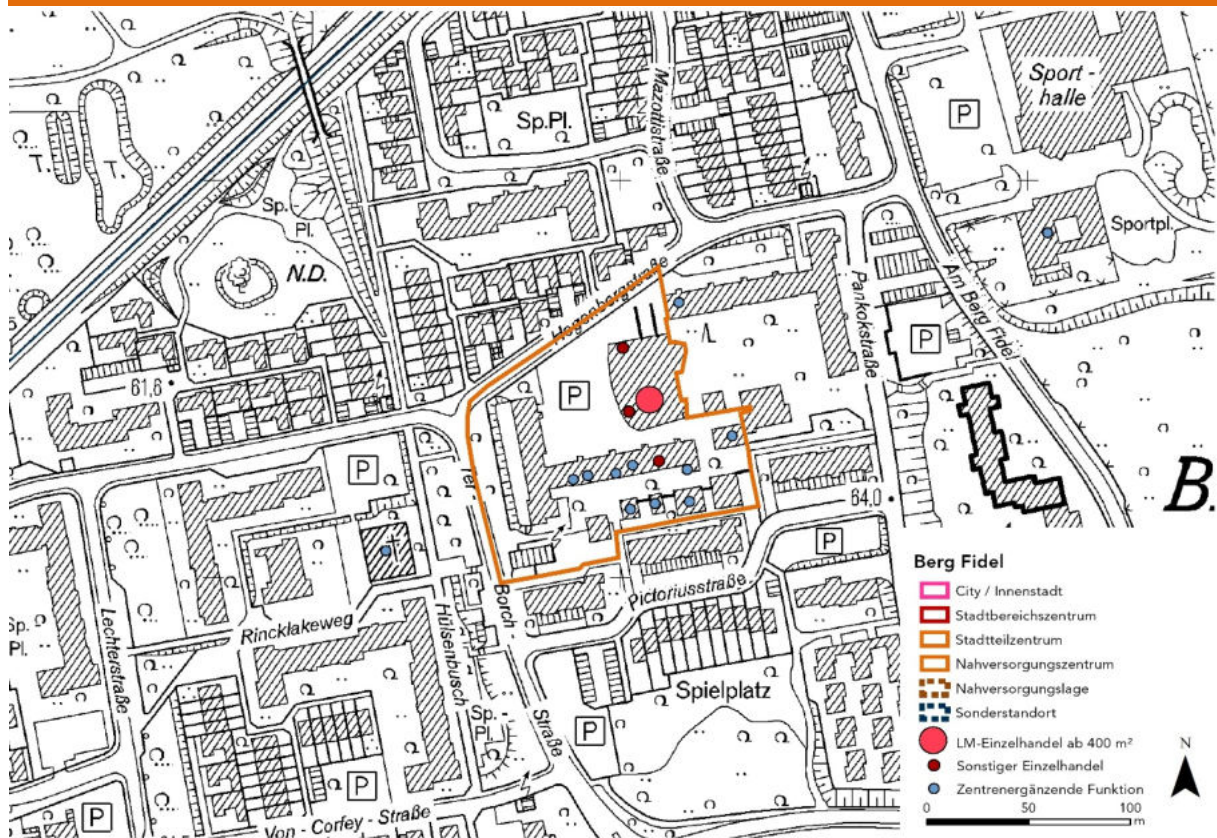 Sport -
halle
P
Sp.Pl.
Mazottistraße
T.
T.
Sp.
Pl.
N.D.
Sportpl.
Hogenbergstraße
Pankokstraße
Am Berg Fidel
P
61,8
P
P
64,0
B.
P
Ter -
Borch -
Straße
Pictoriusstraße
Rincklakeweg
Hülsenbusch
Lechterstraße
Sp.
Pl.
Spielplatz
P
Sp.
Pl.
P
P
Von - Corfey - Straße
Berg Fidel
City / Innenstadt
Stadtbereichszentrum
Stadtteilzentrum
Nahversorgungszentrum
Nahversorgungslage
Sonderstandort
LM-Einzelhandel ab 400 m²
Sonstiger Einzelhandel
Zentrenergänzende Funktion
N
0 50 100
m